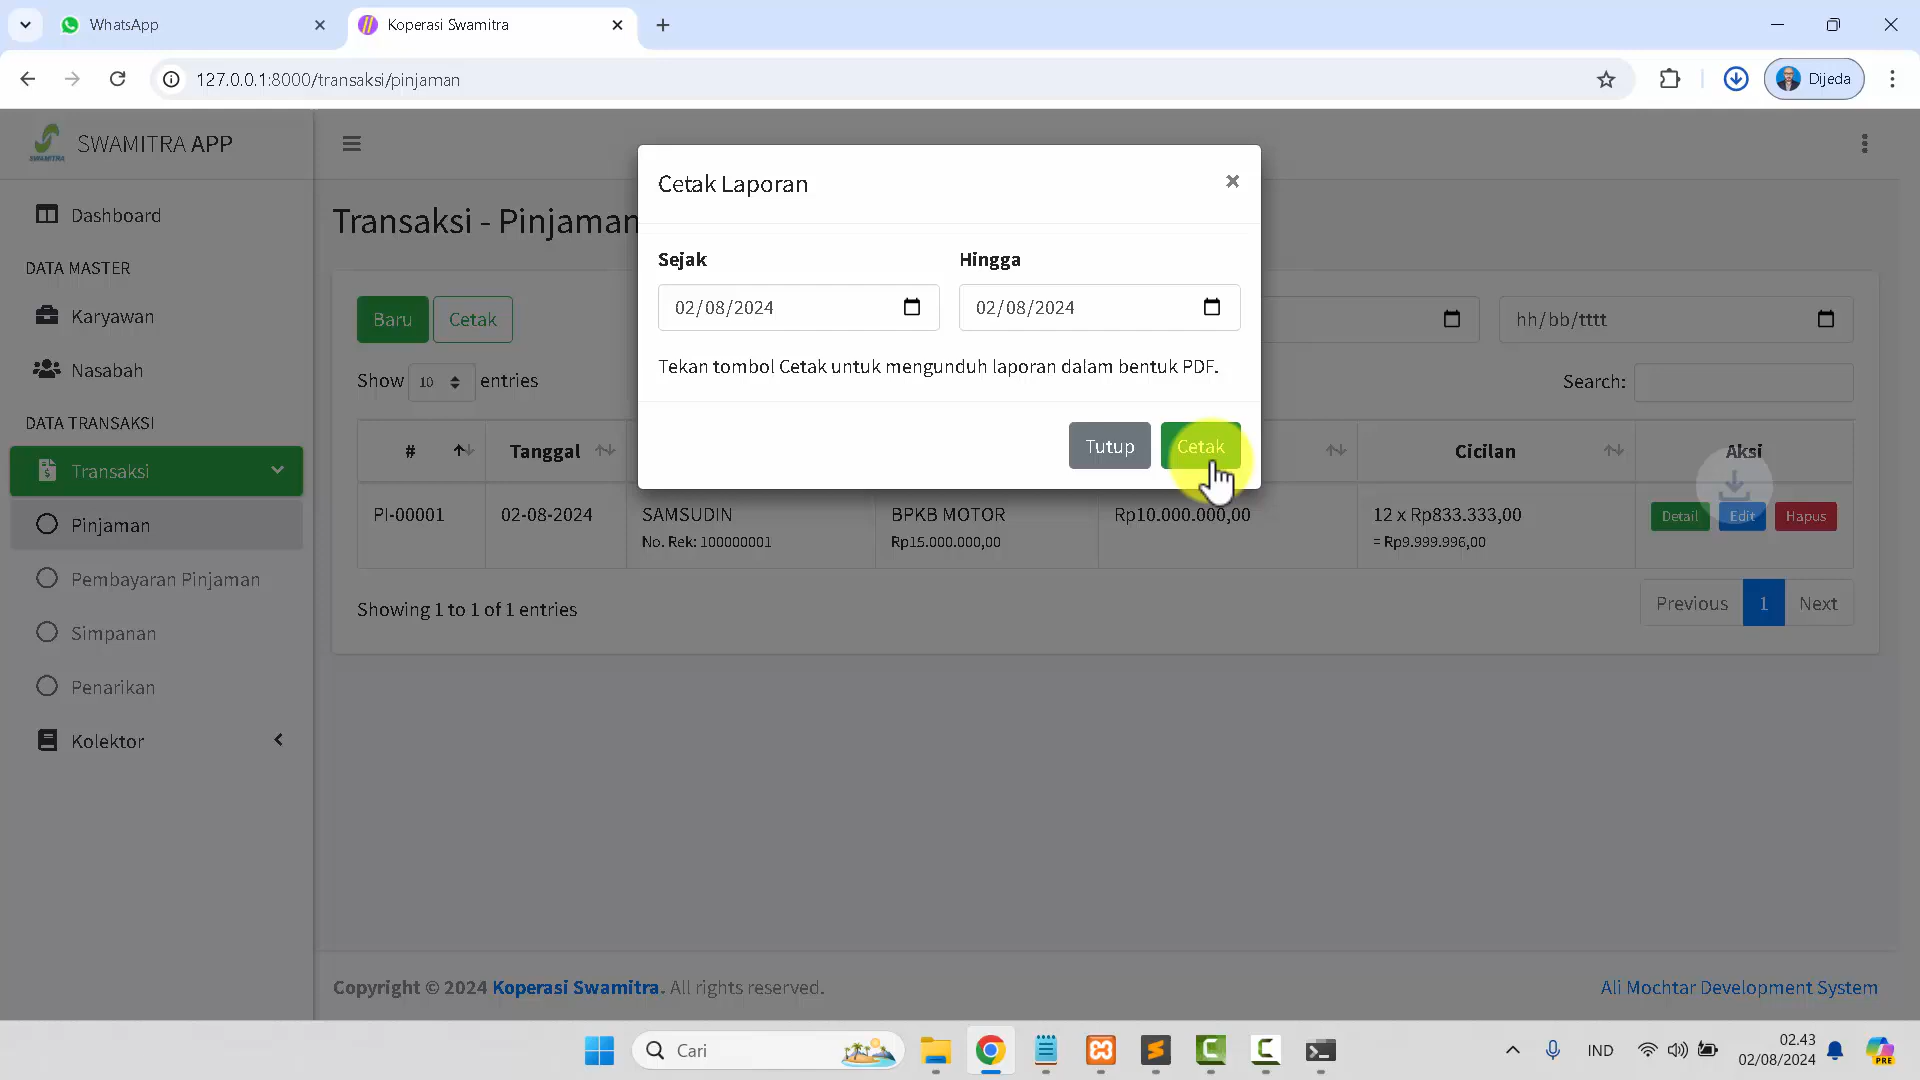 WhatsApp
Koperasi Swamitra
127.0.0.1:8000/transaksi/pinjaman
Dijeda
SWAMITRA
SWAMITRA APP
Dashboard
DATA MASTER
Karyawan
Nasabah
DATA TRANSAKSI
Transaksi
Pinjaman
Pembayaran Pinjaman
Simpanan
Penarikan
Kolektor
Transaksi - Pinjaman
Baru
Cetak
hh/bb/tttt
Show 10 entries
Search:
# Tanggal Cicilan Aksi
PI-00001 02-08-2024 SAMSUDIN BPKB MOTOR Rp10.000.000,00 12 x Rp833.333,00 Detail Edit Hapus
No. Rek: 100000001 Rp15.000.000,00 = Rp9.999.996,00
Showing 1 to 1 of 1 entries
Previous 1 Next
Cetak Laporan
×
Sejak Hingga
02/08/2024 02/08/2024
Tekan tombol Cetak untuk mengunduh laporan dalam bentuk PDF.
Tutup Cetak
Copyright © 2024 Koperasi Swamitra. All rights reserved.
Ali Mochtar Development System
Cari
IND
02.43
02/08/2024
PRE